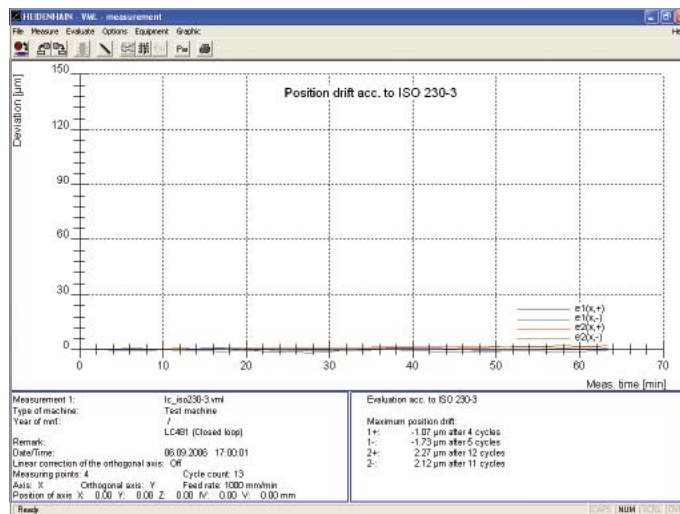 HEIDENHAIN - VML - measurement
File Measure Evaluate Options Equipment Graphic He
Pw
Position drift acc. to ISO 230-3
Deviation [µm]
150
120
90
60
30
0
0 10 20 30 40 50 60 70
Meas. time [min]
e1(x,+)
e1(x,-)
e2(x,+)
e2(x,-)
Measurement 1: lc_iso230-3.vml
Type of machine: Test machine
Year of mnf.: /
LC481 (Closed loop)
Remark:
Date/Time: 06.09.2006 17:00:01
Linear correction of the orthogonal axis: Off
Measuring points: 4 Cycle count: 13
Axis: X Orthogonal axis: Y Feed rate: 1000 mm/min
Position of axis X: 0.00 Y: 0.00 Z: 0.00 IV: 0.00 V: 0.00 mm
Evaluation acc. to ISO 230-3
Maximum position drift:
1+: -1.07 µm after 4 cycles
1-: -1.73 µm after 5 cycles
2+: 2.27 µm after 12 cycles
2-: 2.12 µm after 11 cycles
Ready
CAPS NUM SCRL